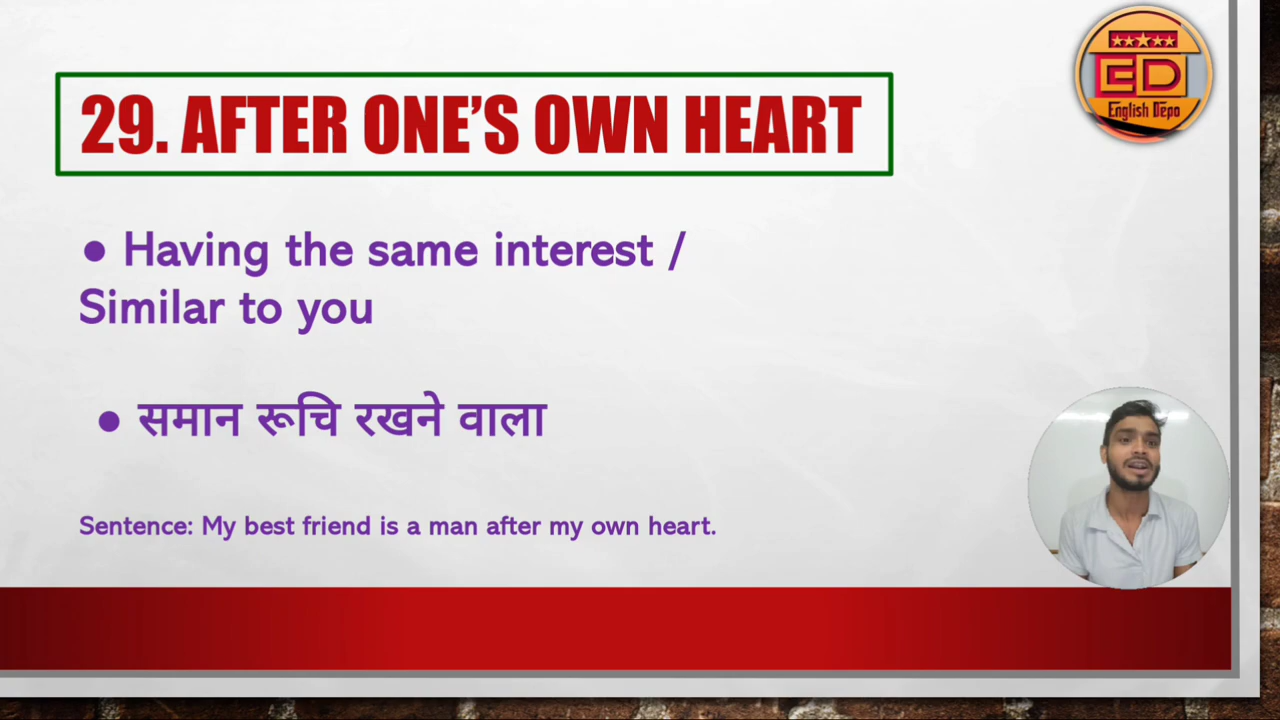 29. AFTER ONE'S OWN HEART
ED
English Depo
● Having the same interest /
Similar to you
● समान रूचि रखने वाला
Sentence: My best friend is a man after my own heart.